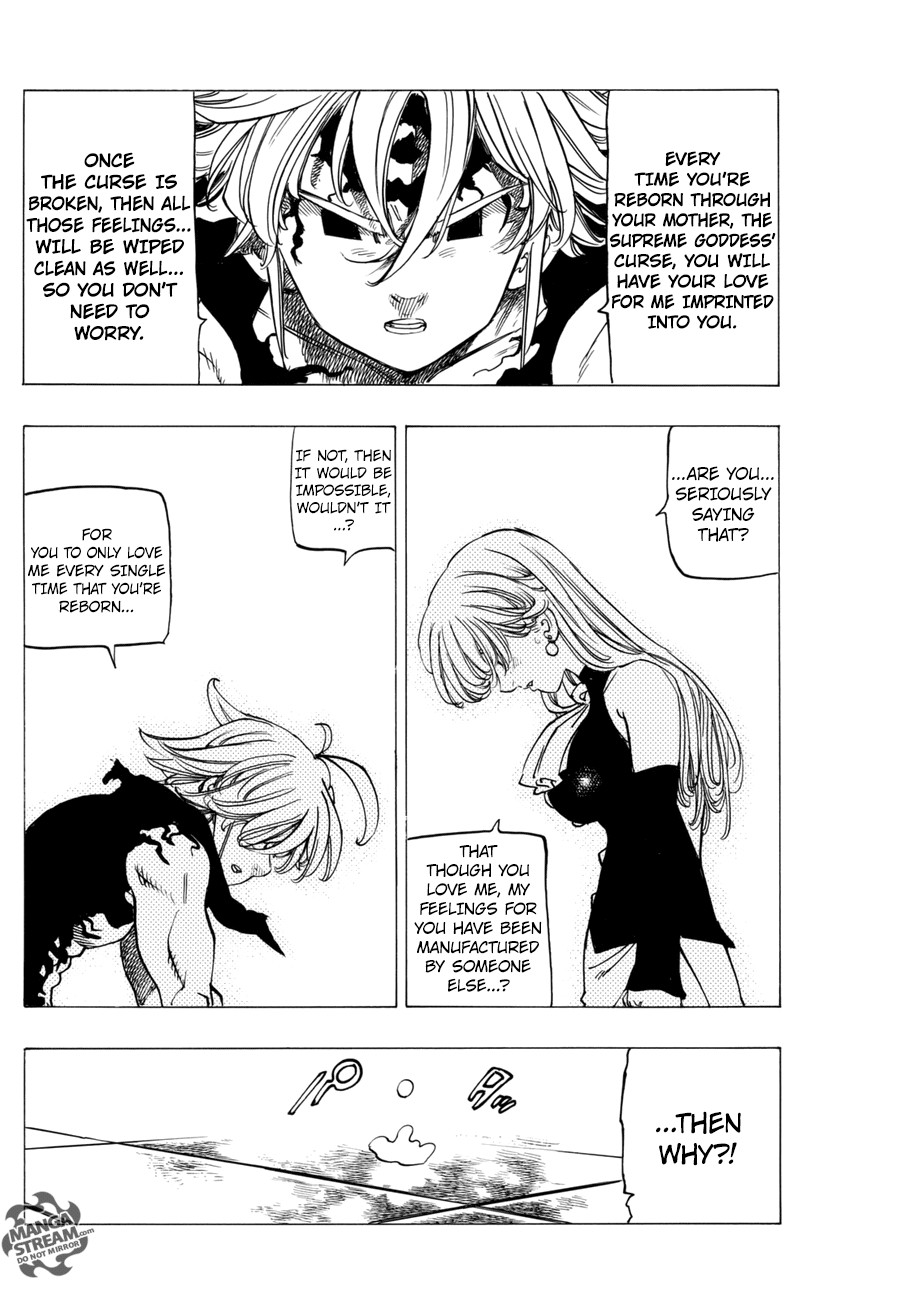 EVERY
TIME YOU'RE
REBORN THROUGH
YOUR MOTHER, THE
SUPREME GODDESS'
CURSE, YOU WILL
HAVE YOUR LOVE
FOR ME IMPRINTED
INTO YOU.
ONCE
THE CURSE IS
BROKEN, THEN ALL
THOSE FEELINGS...
WILL BE WIPED
CLEAN AS WELL...
SO YOU DON'T
NEED TO
WORRY.
...ARE YOU...
SERIOUSLY
SAYING
THAT?
THAT
THOUGH YOU
LOVE ME, MY
FEELINGS FOR
YOU HAVE BEEN
MANUFACTURED
BY SOMEONE
ELSE...?
IF NOT, THEN
IT WOULD BE
IMPOSSIBLE,
WOULDN'T IT
...?
FOR
YOU TO ONLY LOVE
ME EVERY SINGLE
TIME THAT YOU'RE
REBORN...
...THEN
WHY?!
MANGA
STREAM.com
DO NOT MIRROR